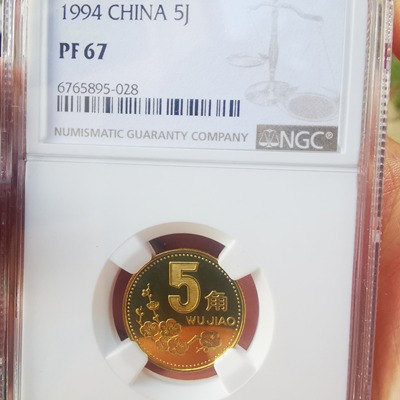 1994 CHINA 5J
PF 67
6765895-028
NUMISMATIC GUARANTY COMPANY NGC®
5角
WU JIAO